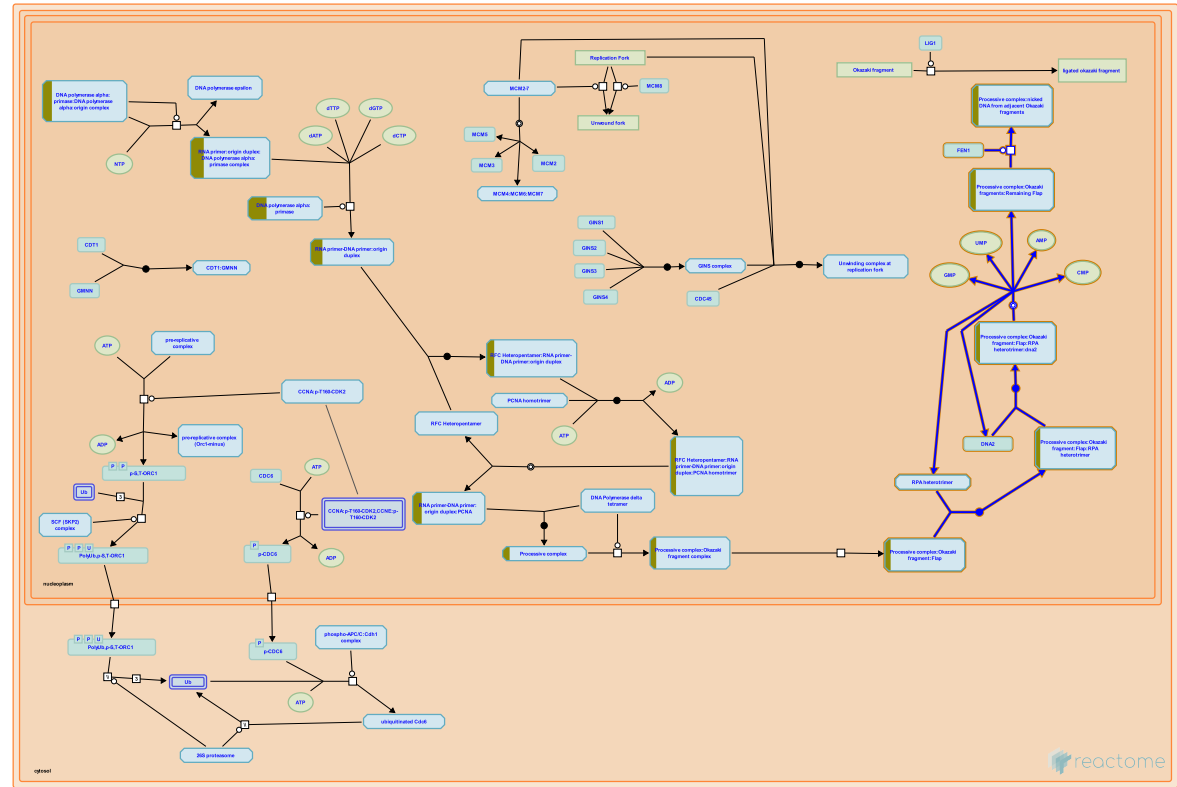 DNA polymerase alpha:
primase:DNA polymerase
alpha:origin complex
DNA polymerase epsilon
NTP
RNA primer:origin duplex:
DNA polymerase alpha:
primase complex
dTTP
dGTP
dATP
dCTP
DNA polymerase alpha:
primase
RNA primer-DNA primer:origin
duplex
CDT1
GMNN
CDT1:GMNN
MCM2-7
Replication Fork
MCM8
Unwound fork
MCM5
MCM3
MCM2
MCM4:MCM6:MCM7
GINS1
GINS2
GINS3
GINS4
GINS complex
CDC45
Unwinding complex at
replication fork
LIG1
Okazaki fragment
ligated okazaki fragment
Processive complex:nicked
DNA from adjacent Okazaki
fragments
FEN1
Processive complex:Okazaki
fragments:Remaining Flap
UMP
AMP
GMP
CMP
Processive complex:Okazaki
fragment:Flap:RPA
heterotrimer:dna2
DNA2
Processive complex:Okazaki
fragment:Flap:RPA
heterotrimer
RPA heterotrimer
Processive complex:Okazaki
fragment:Flap
ATP
pre-replicative
complex
CCNA:p-T160-CDK2
ADP
pre-replicative complex
(Orc1-minus)
P P
p-S,T-ORC1
Ub
3
SCF (SKP2)
complex
P P U
PolyUb,p-S,T-ORC1
CDC6
ATP
CCNA:p-T160-CDK2,CCNE:p-
T160-CDK2
P
p-CDC6
ADP
RFC Heteropentamer:RNA primer-
DNA primer:origin duplex
PCNA homotrimer
ADP
ATP
RFC Heteropentamer
RFC Heteropentamer:RNA
primer-DNA primer:origin
duplex:PCNA homotrimer
RNA primer-DNA primer:
origin duplex:PCNA
DNA Polymerase delta
tetramer
Processive complex
Processive complex:Okazaki
fragment complex
nucleoplasm
P P U
PolyUb,p-S,T-ORC1
P
p-CDC6
phospho-APC/C:Cdh1
complex
3
Ub
ATP
ubiquitinated Cdc6
26S proteasome
cytosol
reactome